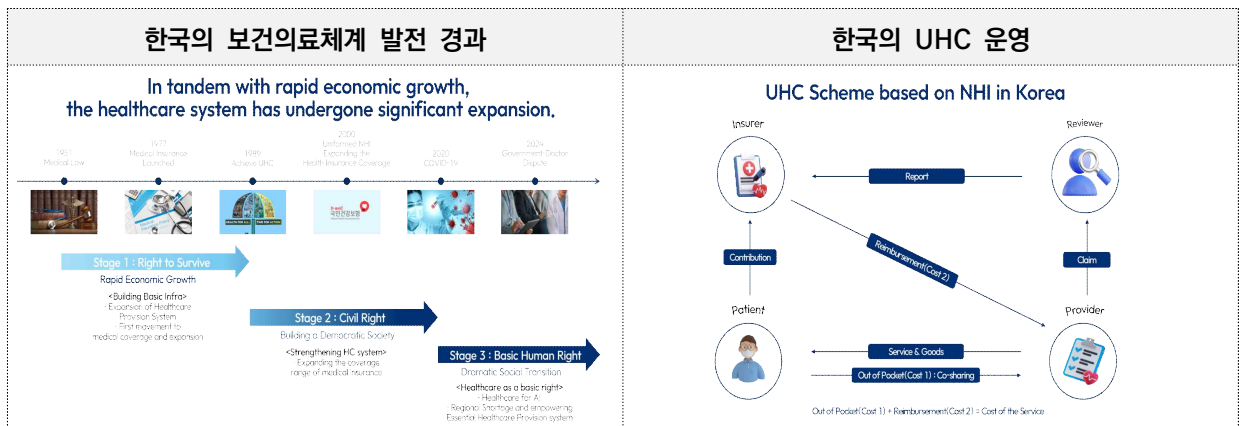 한국의 보건의료체계 발전 경과
In tandem with rapid economic growth,
the healthcare system has undergone significant expansion.
1951
Medical Law
1977
Medical Insurance
Launched
1989
Achieve UHC
2000
Uniformed NHI
Expanding the
Health Insurance Coverage
2020
COVID-19
2024
Government-Doctor
Dispute
국민건강보험
Stage 1 : Right to Survive
Rapid Economic Growth
<Building Basic Infra>
- Expansion of Healthcare
Provision System
- First movement to
medical coverage and expansion
Stage 2 : Civil Right
Building a Democratic Society
<Strengthening HC system>
Expanding the coverage
range of medical insurance
Stage 3 : Basic Human Right
Dramatic Social Transition
<Healthcare as a basic right>
- Healthcare for All
Regional Shortage and empowering
Essential Healthcare Provision system
한국의 UHC 운영
UHC Scheme based on NHI in Korea
Insurer
Reviewer
Report
Contribution
Reimbursement(Cost 2)
Claim
Patient
Provider
Service & Goods
Out of Pocket(Cost 1) : Co-sharing
Out of Pocket(Cost 1) + Reimbursement(Cost 2) = Cost of the Service